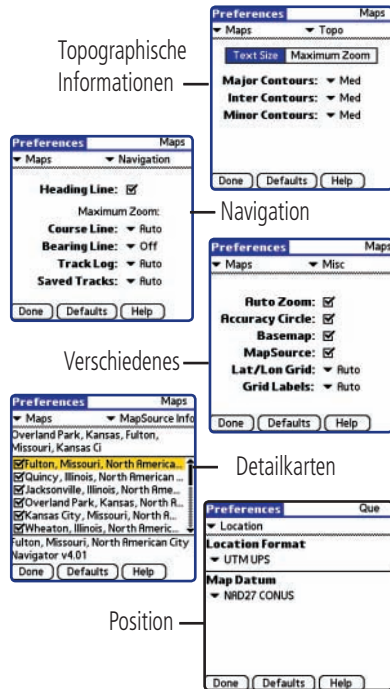 Topographische
Informationen
Preferences Maps
Maps Topo
Text Size Maximum Zoom
Major Contours: Med
Inter Contours: Med
Minor Contours: Med
Done Defaults Help
Preferences Maps
Maps Navigation
Heading Line:
Maximum Zoom:
Course Line: Auto
Bearing Line: Off
Track Log: Auto
Saved Tracks: Auto
Done Defaults Help
Navigation
Preferences Maps
Maps Misc
Auto Zoom:
Accuracy Circle:
Basemap:
MapSource:
Lat/Lon Grid: Auto
Grid Labels: Auto
Done Defaults Help
Verschiedenes
Preferences Maps
Maps MapSource Info
Overland Park, Kansas, Fulton,
Missouri, Kansas Ci
Fulton, Missouri, North America...
Quincy, Illinois, North American ...
Jacksonville, Illinois, North Ame...
Overland Park, Kansas, North A...
Kansas City, Missouri, North A...
Wheaton, Illinois, North Americ...
Fulton, Missouri, North American City
Navigator v4.01
Done Defaults Help
Detailkarten
Preferences Que
Location
Location Format
UTM UPS
Map Datum
NAD27 CONUS
Done Defaults Help
Position